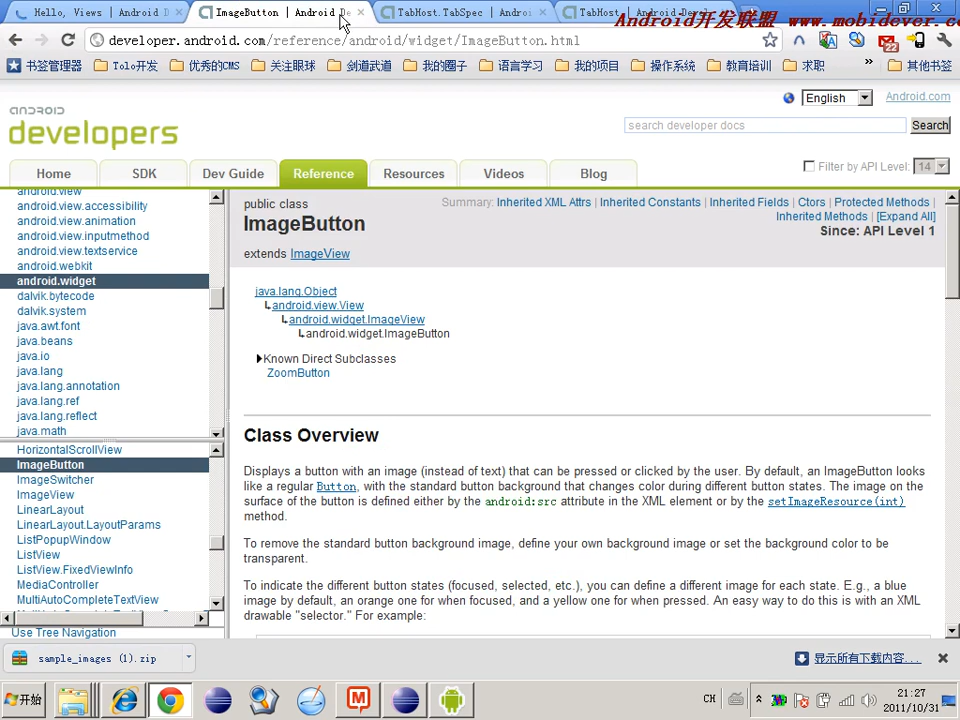 Hello, Views | Android D
ImageButton | Android De
TabHost.TabSpec | Androi
TabHost
Android开发联盟 www.mobidever.co
developer.android.com/reference/android/widget/ImageButton.html
22
书签管理器 Tolo开发 优秀的CMS 关注眼球 剑道武道 我的圈子 语言学习 我的项目 操作系统 教育培训 求职 » 其他书签
English Android.com
android
developers
search developer docs Search
Home SDK Dev Guide Reference Resources Videos Blog
Filter by API Level: 14
android.view
android.view.accessibility
android.view.animation
android.view.inputmethod
android.view.textservice
android.webkit
android.widget
dalvik.bytecode
dalvik.system
java.awt.font
java.beans
java.io
java.lang
java.lang.annotation
java.lang.ref
java.lang.reflect
java.math
HorizontalScrollView
ImageButton
ImageSwitcher
ImageView
LinearLayout
LinearLayout.LayoutParams
ListPopupWindow
ListView
ListView.FixedViewInfo
MediaController
MultiAutoCompleteTextView
Use Tree Navigation
public class
ImageButton
extends ImageView
Summary: Inherited XML Attrs | Inherited Constants | Inherited Fields | Ctors | Protected Methods |
Inherited Methods | [Expand All]
Since: API Level 1
java.lang.Object
↳android.view.View
↳android.widget.ImageView
↳android.widget.ImageButton
Known Direct Subclasses
ZoomButton
Class Overview
Displays a button with an image (instead of text) that can be pressed or clicked by the user. By default, an ImageButton looks
like a regular Button, with the standard button background that changes color during different button states. The image on the
surface of the button is defined either by the android:src attribute in the XML element or by the setImageResource(int)
method.
To remove the standard button background image, define your own background image or set the background color to be
transparent.
To indicate the different button states (focused, selected, etc.), you can define a different image for each state. E.g., a blue
image by default, an orange one for when focused, and a yellow one for when pressed. An easy way to do this is with an XML
drawable "selector." For example:
sample_images (1).zip
显示所有下载内容...
开始
CH
21:27
2011/10/31